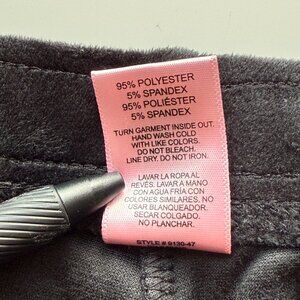 95% POLYESTER
5% SPANDEX
95% POLIÉSTER
5% SPANDEX
TURN GARMENT INSIDE OUT.
HAND WASH COLD
WITH LIKE COLORS.
DO NOT BLEACH.
LINE DRY. DO NOT IRON.
LAVAR LA ROPA AL
REVÉS; LAVAR A MANO
CON AGUA FRÍA CON
COLORES SIMILARES, NO
USAR BLANQUEADOR.
SECAR COLGADO.
NO PLANCHAR.
STYLE # 9130-47